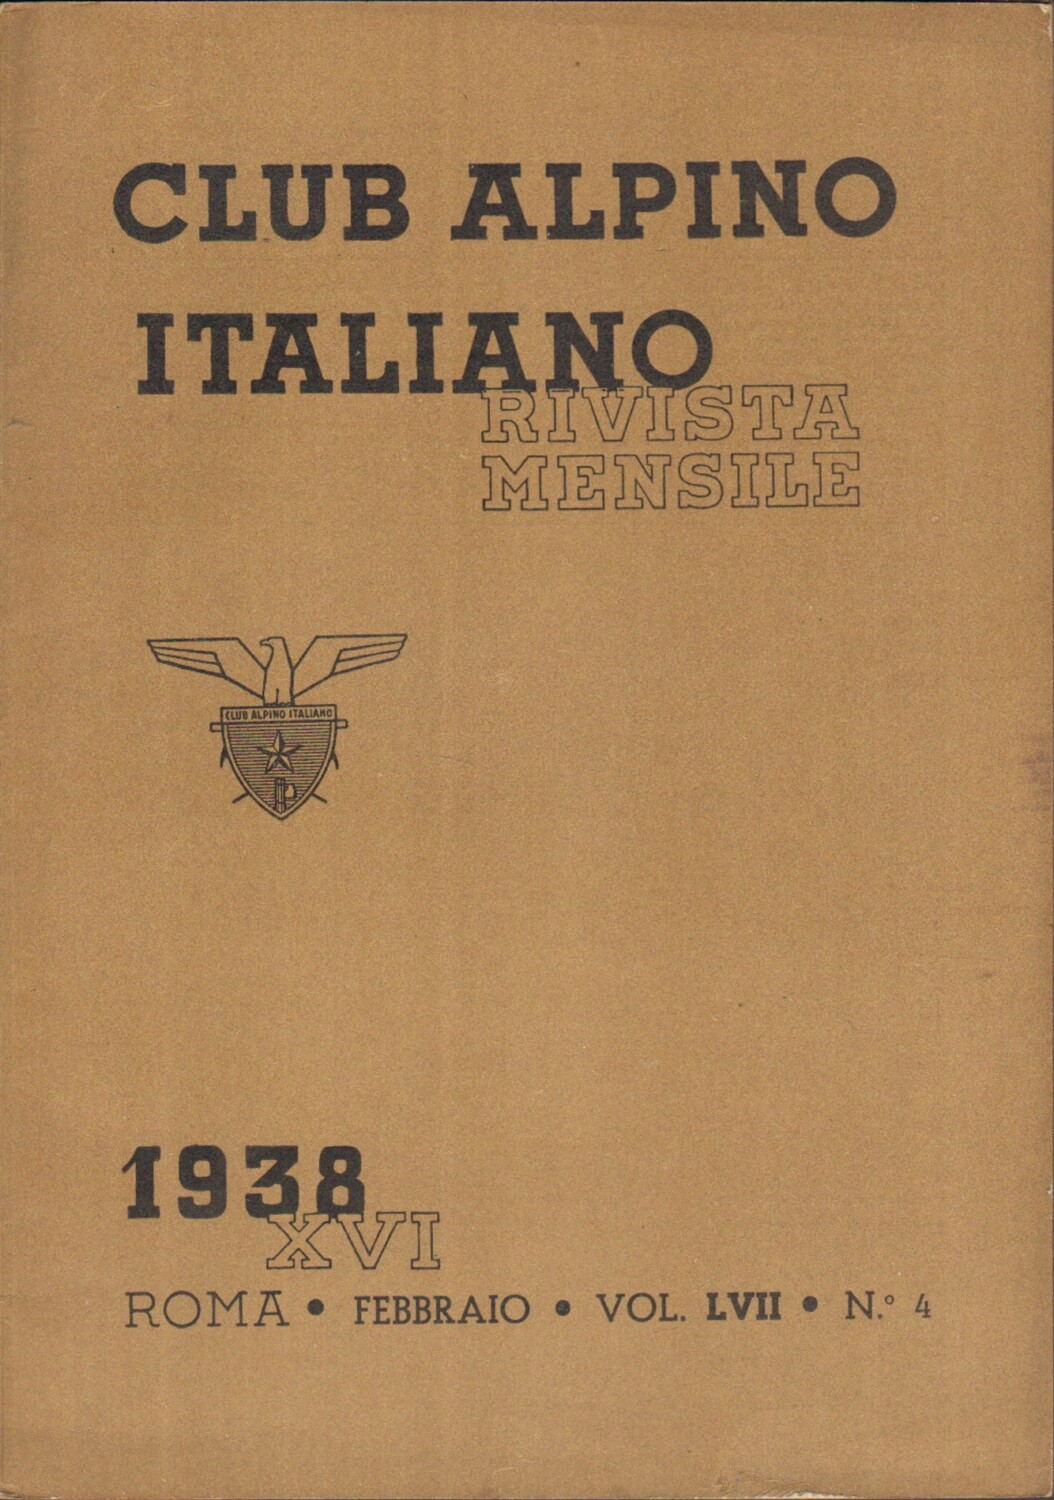 CLUB ALPINO
ITALIANO
RIVISTA
MENSILE
CLUB ALPINO ITALIANO
1938
XVI
ROMA • FEBBRAIO • VOL. LVII • N.º 4